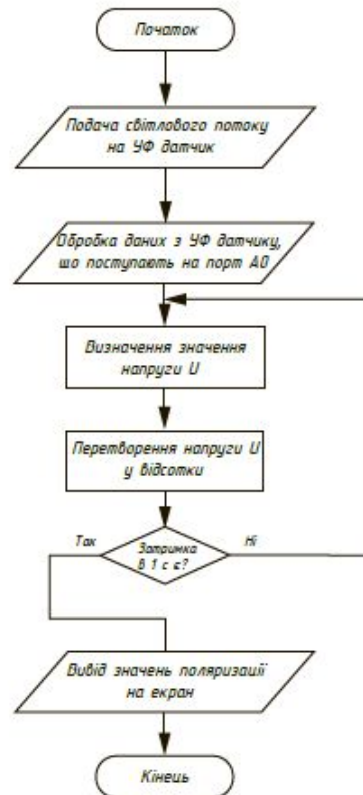 Початок
Подача світлового потоку
на УФ датчик
Обробка даних з УФ датчику,
що поступають на порт А0
Визначення значення
напруги U
Перетворення напруги U
у відсотки
Так
Затримка
в 1 с є?
Ні
Вивід значень поляризації
на екран
Кінець